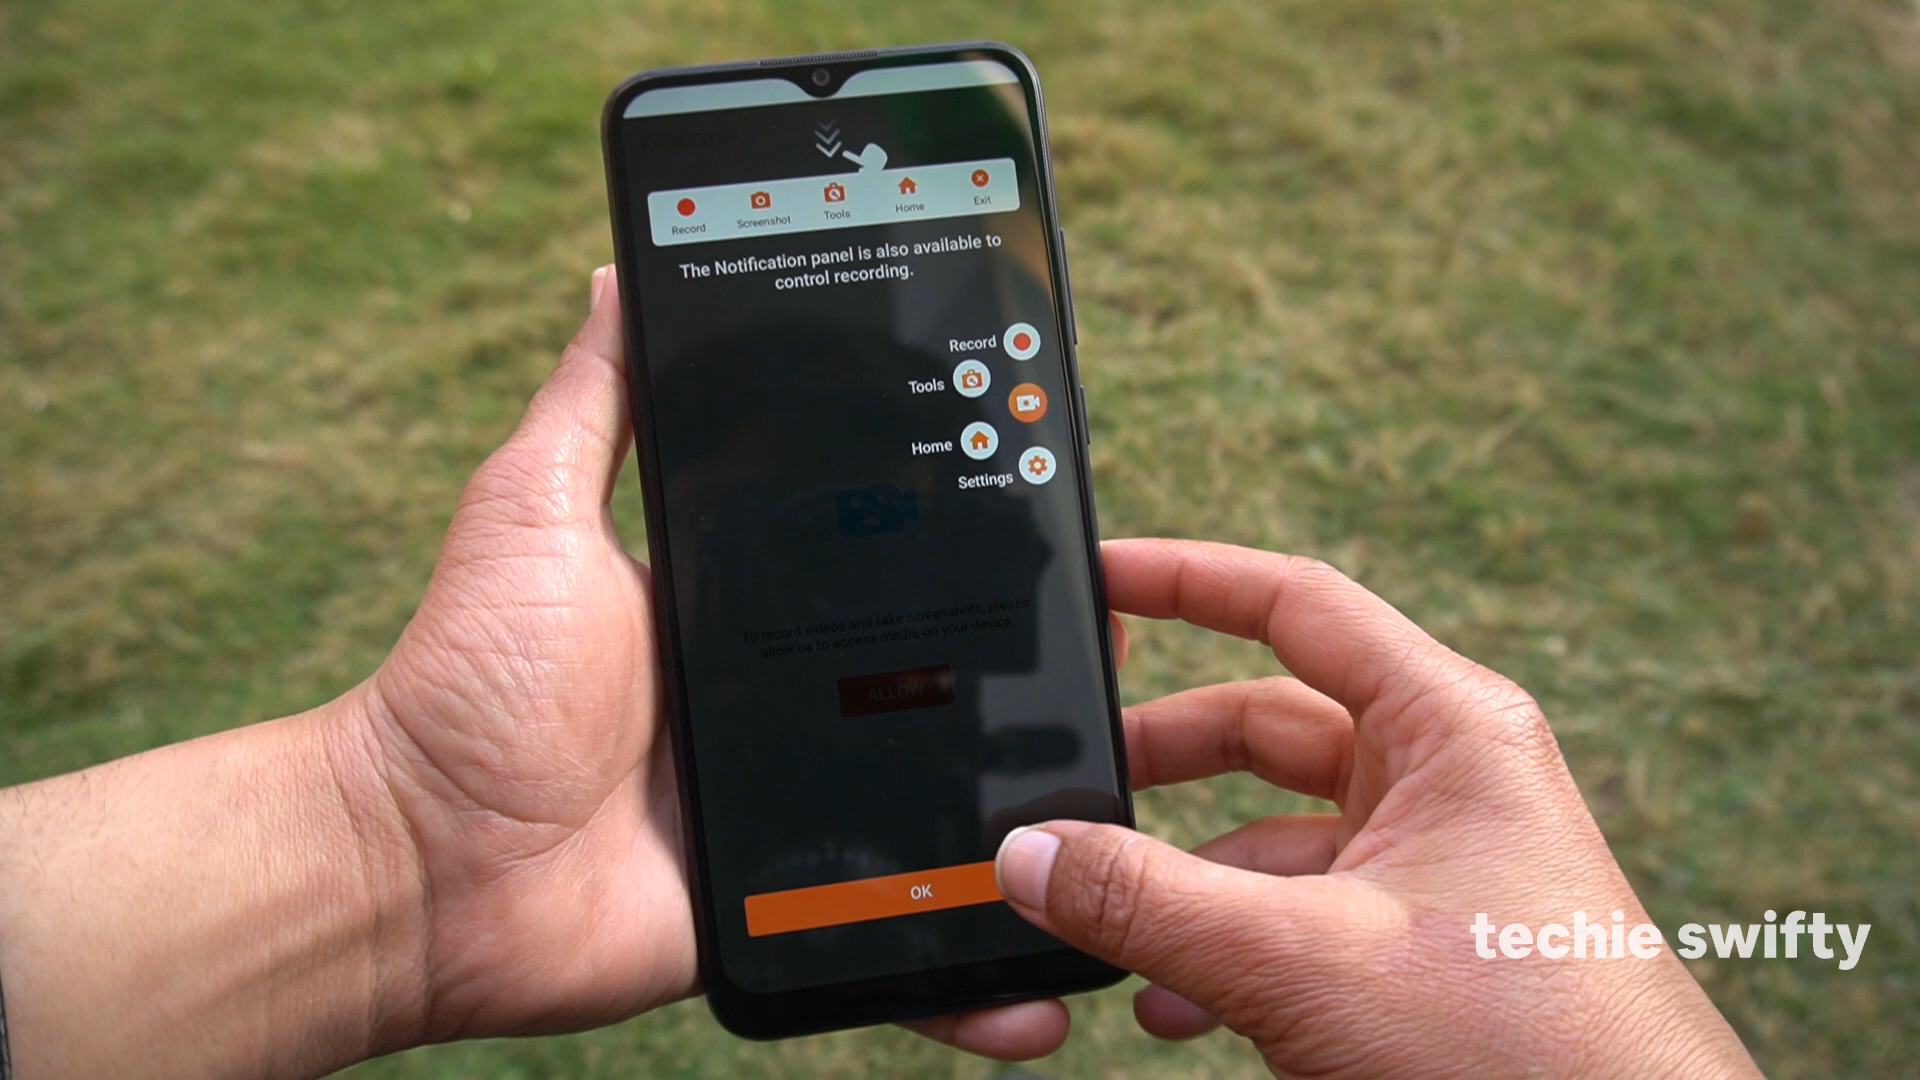 Record Screenshot Tools Home Exit
The Notification panel is also available to
control recording.
Record
Tools
Home
Settings
To record videos and take screenshots, please
allow us to access media on your device.
ALLOW
OK
techie swifty